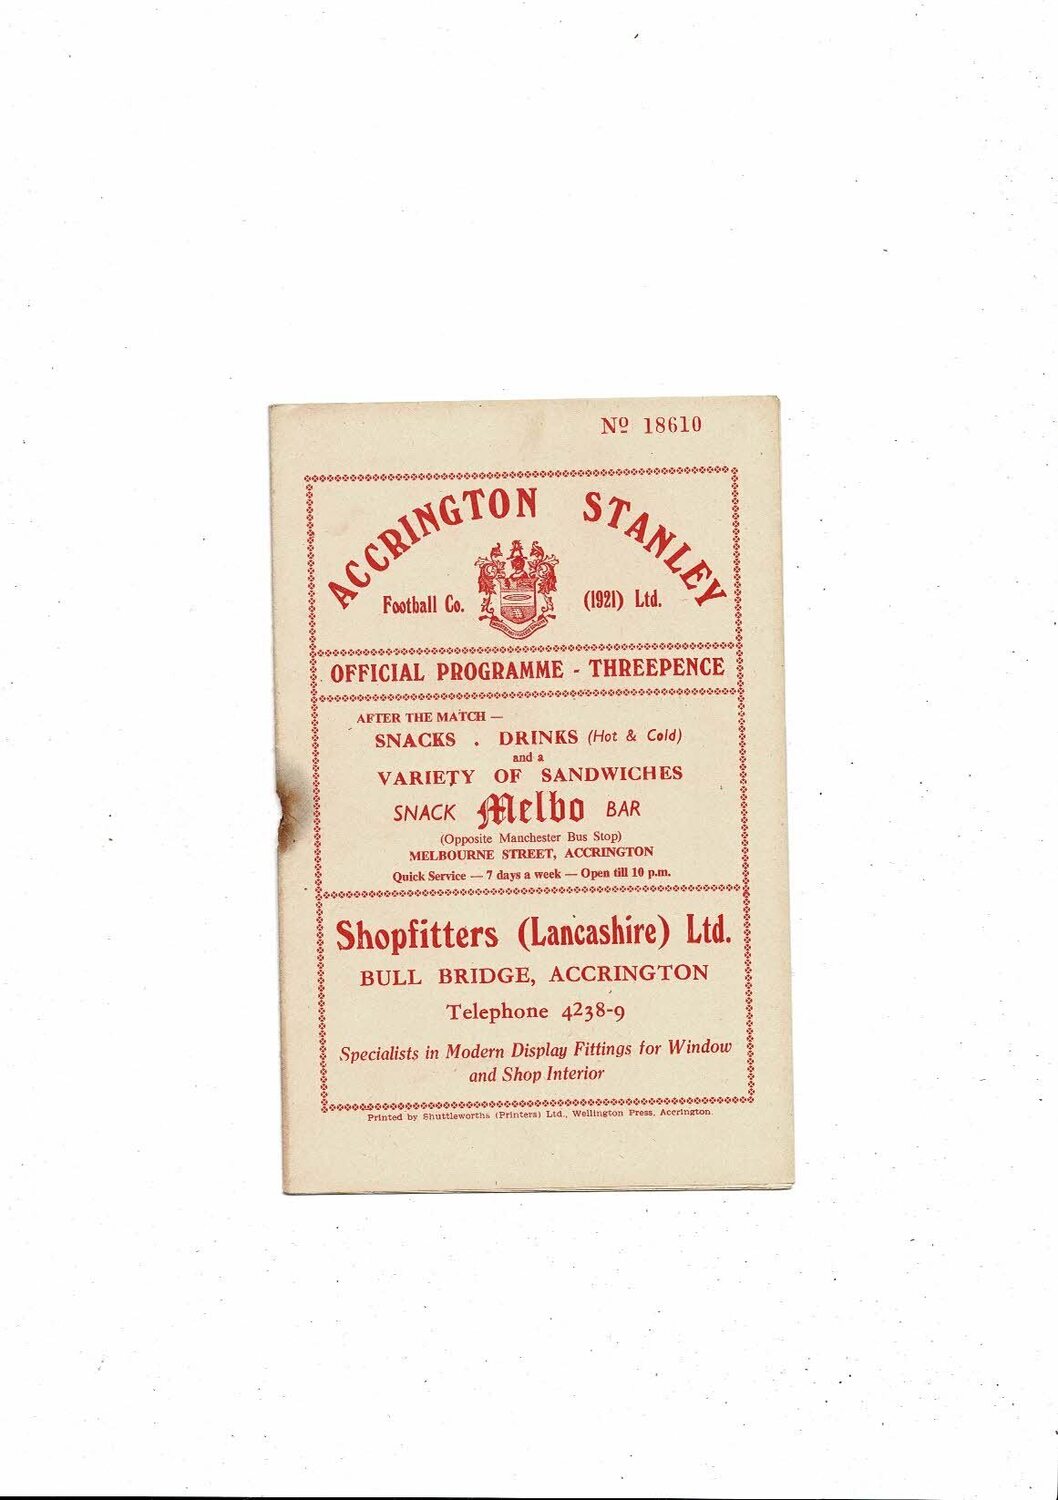 Nº 18610
ACCRINGTON STANLEY
Football Co. (1921) Ltd.
OFFICIAL PROGRAMME - THREEPENCE
AFTER THE MATCH —
SNACKS . DRINKS (Hot & Cold)
and a
VARIETY OF SANDWICHES
SNACK Melbo BAR
(Opposite Manchester Bus Stop)
MELBOURNE STREET, ACCRINGTON
Quick Service — 7 days a week — Open till 10 p.m.
Shopfitters (Lancashire) Ltd.
BULL BRIDGE, ACCRINGTON
Telephone 4238-9
Specialists in Modern Display Fittings for Window
and Shop Interior
Printed by Shuttleworths (Printers) Ltd., Wellington Press, Accrington.